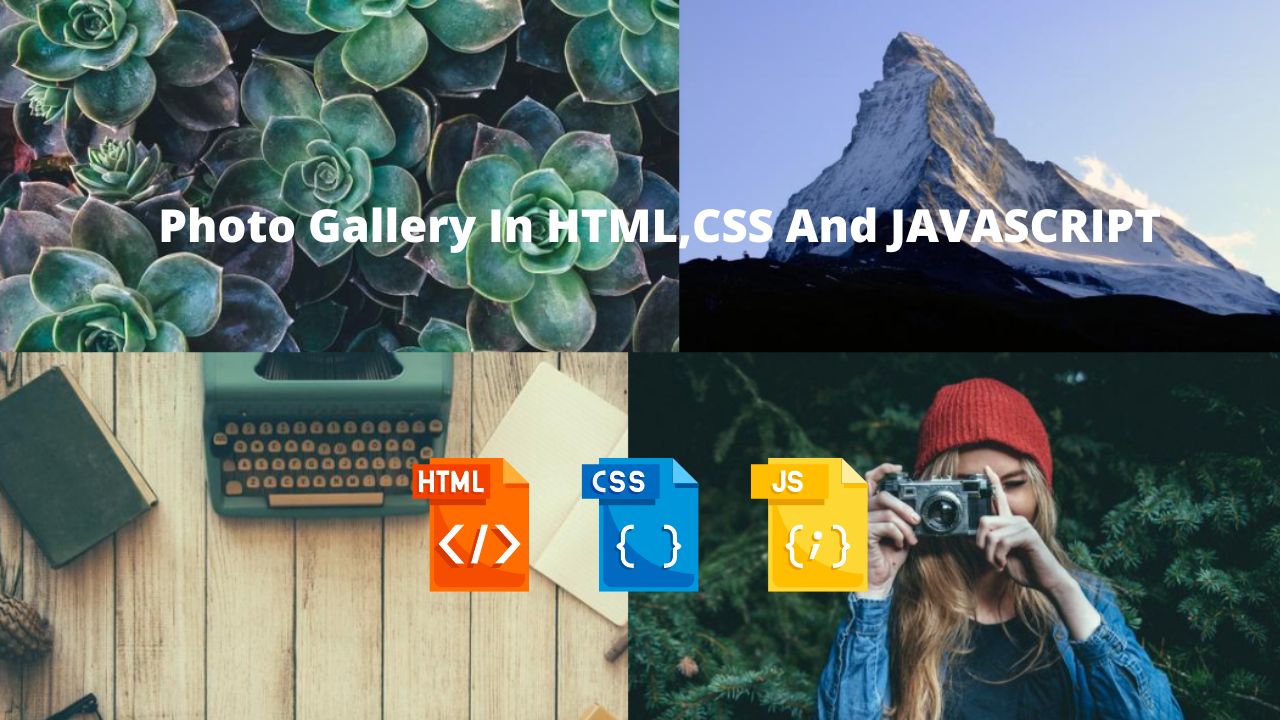 Photo Gallery In HTML,CSS And JAVASCRIPT
HTML
</>
CSS
{ }
JS
{;}